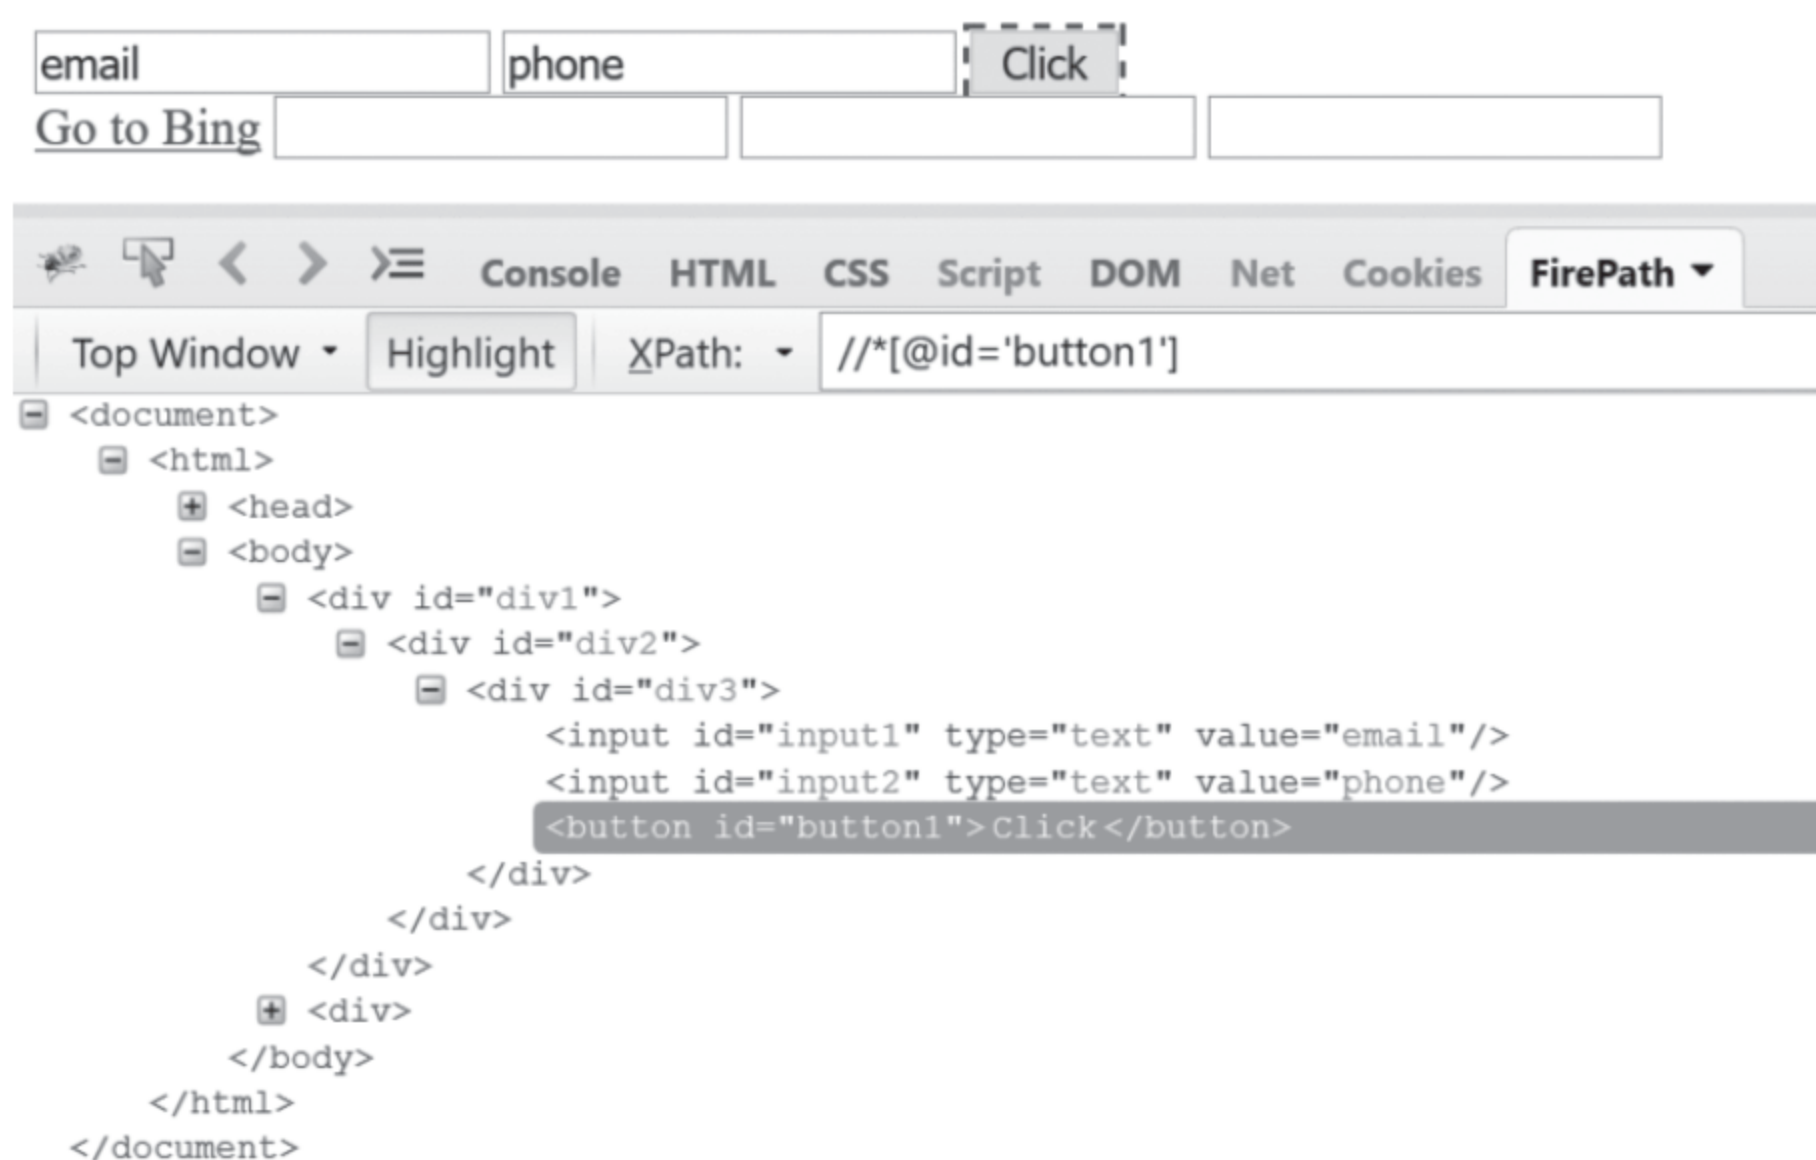 email phone Click
Go to Bing
Console HTML CSS Script DOM Net Cookies FirePath
Top Window Highlight XPath: //*[@id='button1']
<document>
<html>
<head>
<body>
<div id="div1">
<div id="div2">
<div id="div3">
<input id="input1" type="text" value="email"/>
<input id="input2" type="text" value="phone"/>
<button id="button1">Click</button>
</div>
</div>
</div>
<div>
</body>
</html>
</document>